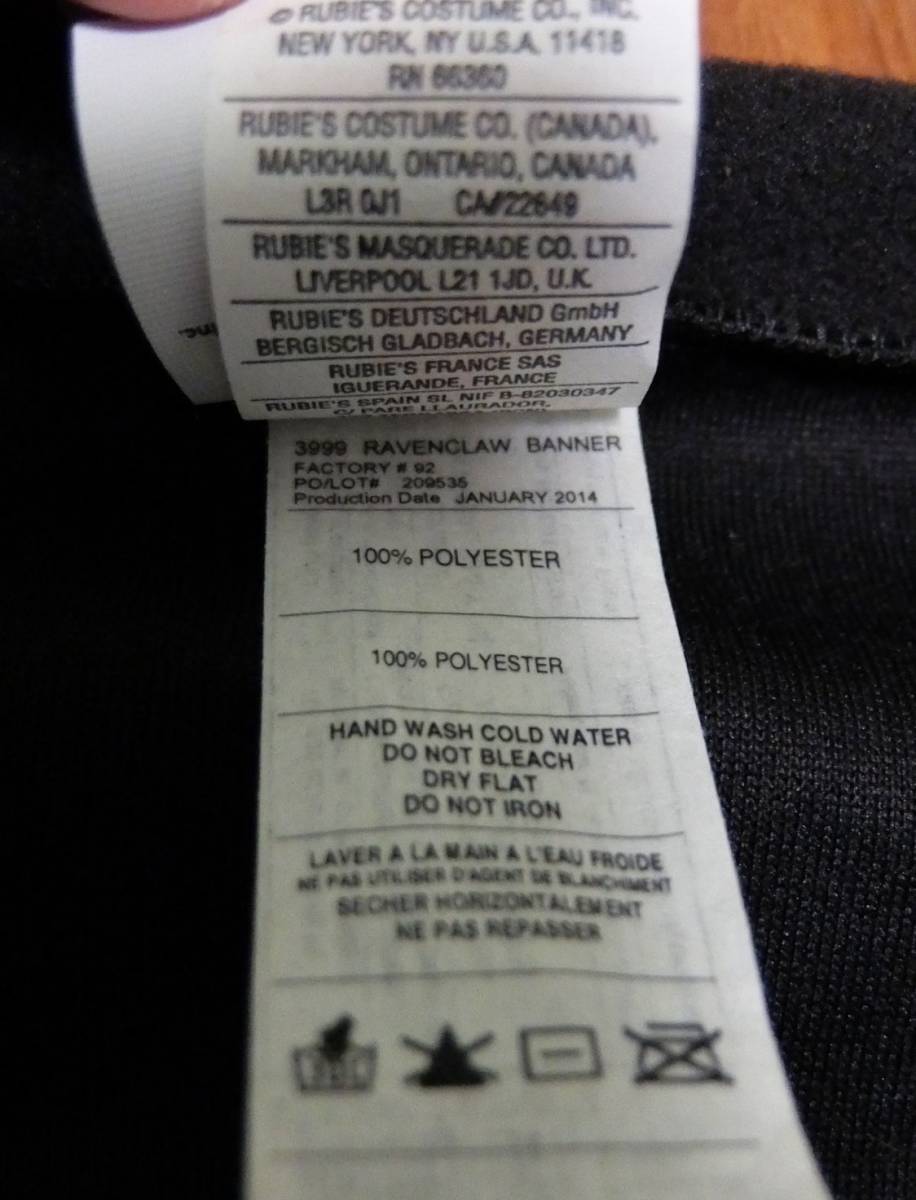 © RUBIE'S COSTUME CO., INC.
NEW YORK, NY U.S.A. 11418
RN 66360
RUBIE'S COSTUME CO. (CANADA),
MARKHAM, ONTARIO, CANADA
L3R 0J1 CA#22649
RUBIE'S MASQUERADE CO. LTD.
LIVERPOOL L21 1JD, U.K.
RUBIE'S DEUTSCHLAND GmbH
BERGISCH GLADBACH, GERMANY
RUBIE'S FRANCE SAS
IGUERANDE, FRANCE
RUBIE'S SPAIN SL NIF B-82030347
C/ PARE LLAURADOR,
3999 RAVENCLAW BANNER
FACTORY # 92
PO/LOT# 209535
Production Date JANUARY 2014
100% POLYESTER
100% POLYESTER
HAND WASH COLD WATER
DO NOT BLEACH
DRY FLAT
DO NOT IRON
LAVER A LA MAIN A L'EAU FROIDE
NE PAS UTILISER D'AGENT DE BLANCHIMENT
SECHER HORIZONTALEMENT
NE PAS REPASSER